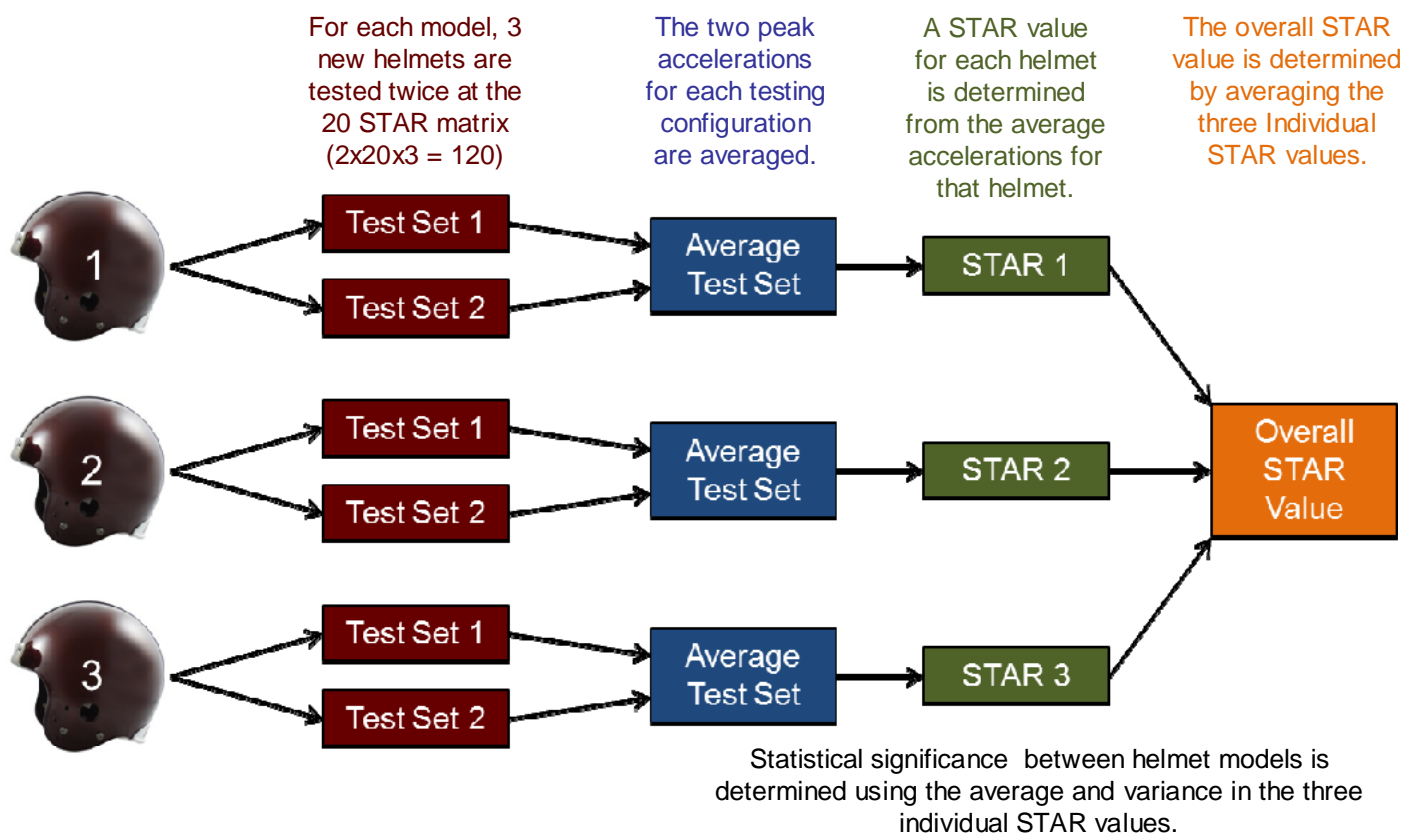 For each model, 3
new helmets are
tested twice at the
20 STAR matrix
(2x20x3 = 120)
The two peak
accelerations
for each testing
configuration
are averaged.
A STAR value
for each helmet
is determined
from the average
accelerations for
that helmet.
The overall STAR
value is determined
by averaging the
three Individual
STAR values.
1
Test Set 1
Test Set 2
Average
Test Set
STAR 1
2
Test Set 1
Test Set 2
Average
Test Set
STAR 2
Overall
STAR
Value
3
Test Set 1
Test Set 2
Average
Test Set
STAR 3
Statistical significance  between helmet models is
determined using the average and variance in the three
individual STAR values.